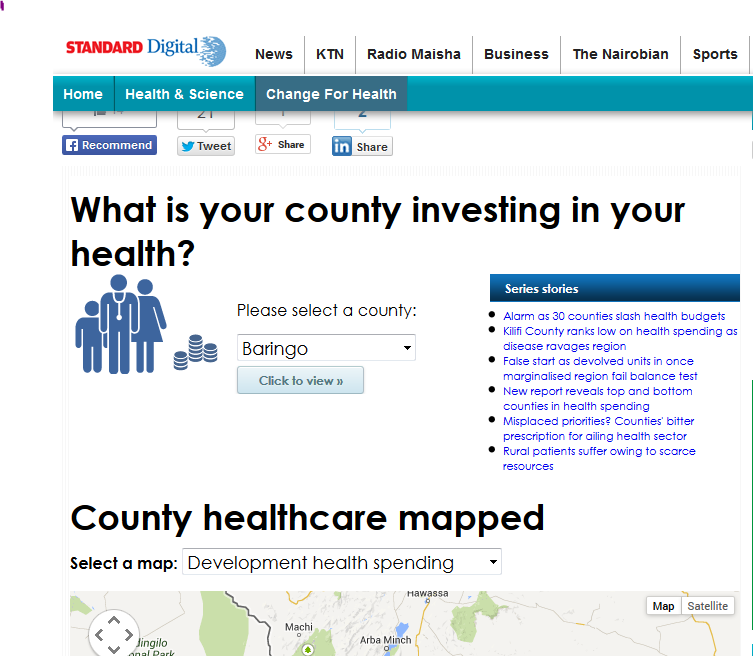 STANDARD Digital
News
KTN
Radio Maisha
Business
The Nairobian
Sports
Home
Health & Science
Change For Health
21
1
2
Recommend
Tweet
Share
Share
What is your county investing in your
health?
Please select a county:
Baringo
Click to view »
Series stories
Alarm as 30 counties slash health budgets
Kilifi County ranks low on health spending as
disease ravages region
False start as devolved units in once
marginalised region fail balance test
New report reveals top and bottom
counties in health spending
Misplaced priorities? Counties' bitter
prescription for ailing health sector
Rural patients suffer owing to scarce
resources
County healthcare mapped
Select a map: Development health spending
Hawassa
Map
Satellite
Machi
Arba Minch